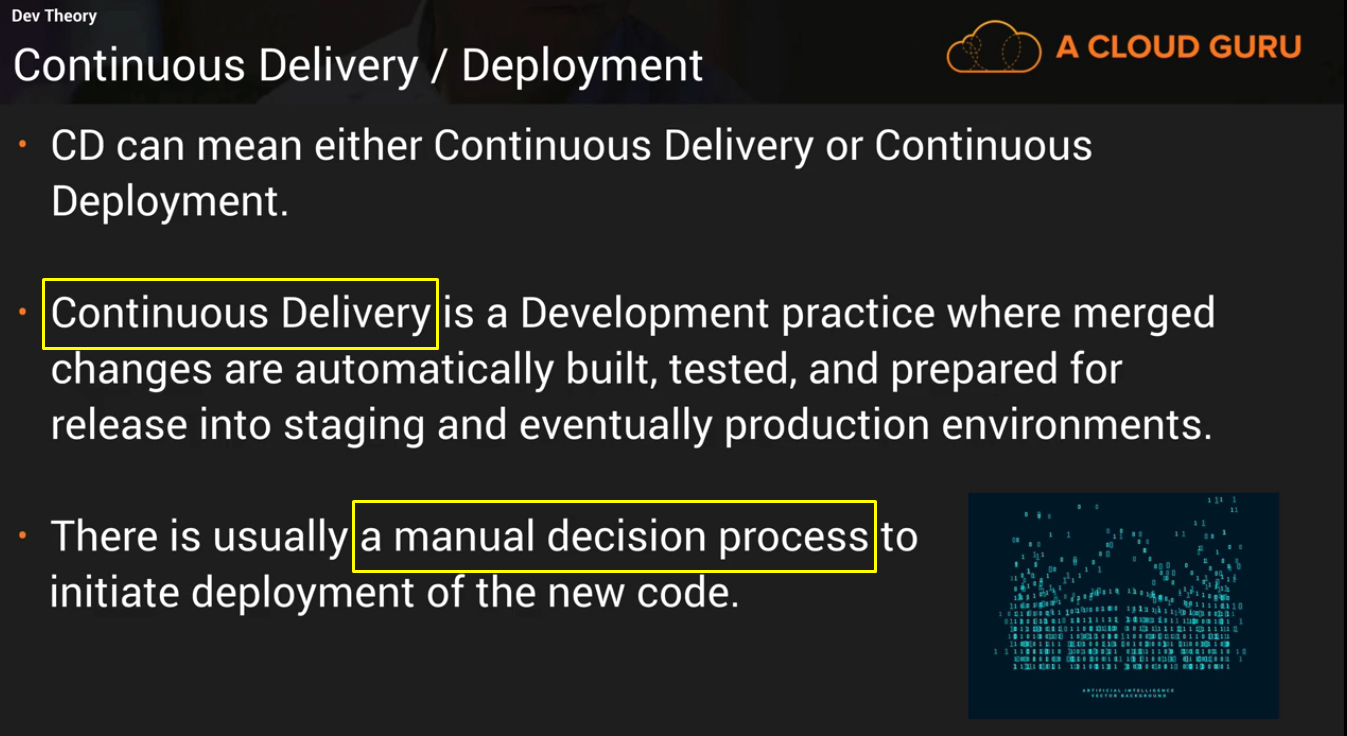 Dev Theory
Continuous Delivery / Deployment
A CLOUD GURU
• CD can mean either Continuous Delivery or Continuous
Deployment.
• Continuous Delivery is a Development practice where merged
changes are automatically built, tested, and prepared for
release into staging and eventually production environments.
• There is usually a manual decision process to
initiate deployment of the new code.
ARTIFICIAL INTELLIGENCE
VECTOR BACKGROUND